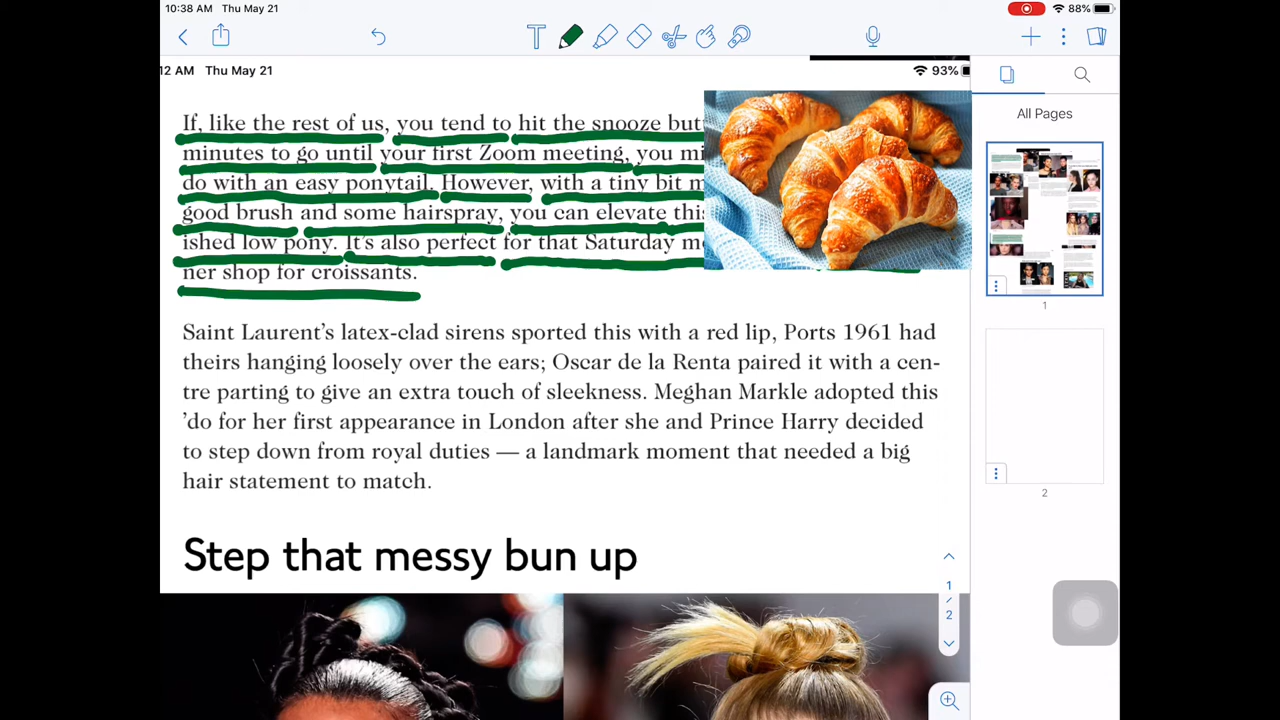 10:38 AM Thu May 21
88%
12 AM Thu May 21
93%
If, like the rest of us, you tend to hit the snooze
minutes to go until your first Zoom meeting, you
do with an easy ponytail. However, with a tiny bit
good brush and some hairspray, you can elevate
ished low pony. It's also perfect for that Saturday
ner shop for croissants.
Saint Laurent's latex-clad sirens sported this with a red lip, Ports 1961 had
theirs hanging loosely over the ears; Oscar de la Renta paired it with a cen-
tre parting to give an extra touch of sleekness. Meghan Markle adopted this
'do for her first appearance in London after she and Prince Harry decided
to step down from royal duties — a landmark moment that needed a big
hair statement to match.
Step that messy bun up
All Pages
1
2
1
2